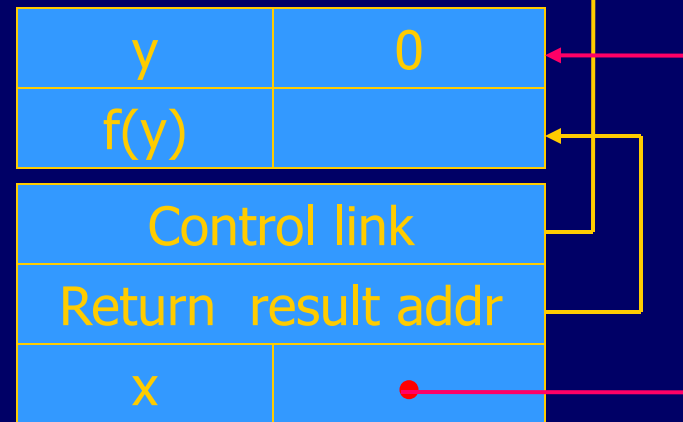 y 0
f(y)
Control link
Return result addr
x